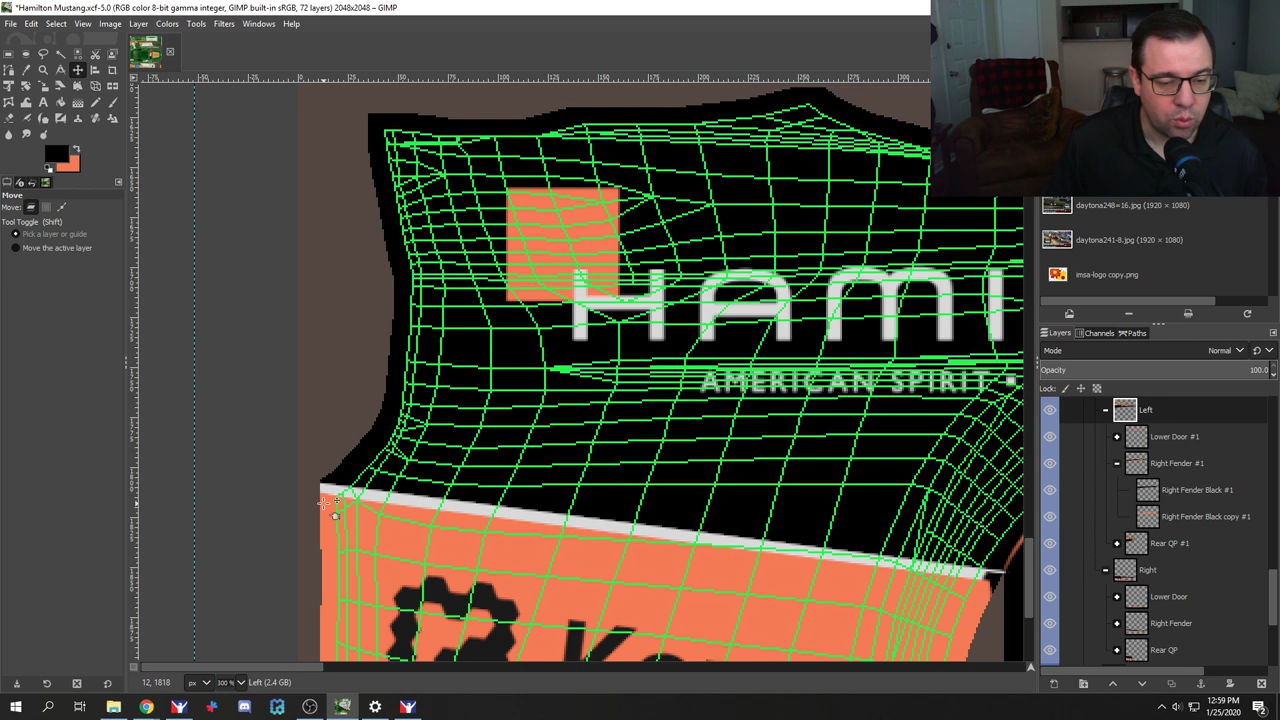 *Hamilton Mustang.xcf-5.0 (RGB color 8-bit gamma integer, GIMP built-in sRGB, 72 layers) 2048x2048 – GIMP
File Edit Select View Image Layer Colors Tools Filters Windows Help
Move
Move:
Tool Toggle (Shift)
Pick a layer or guide
Move the active layer
HAMI
AMERICAN SPIRIT •
daytona248=16.jpg (1920 × 1080)
daytona241-8.jpg (1920 × 1080)
imsa-logo copy.png
Layers Channels Paths
Mode Normal
Opacity 100.0
Lock:
Left
Lower Door #1
Right Fender #1
Right Fender Black #1
Right Fender Black copy #1
Rear QP #1
Right
Lower Door
Right Fender
Rear QP
12, 1818 px 300 % Left (2.4 GB)
12:59 PM
1/25/2020